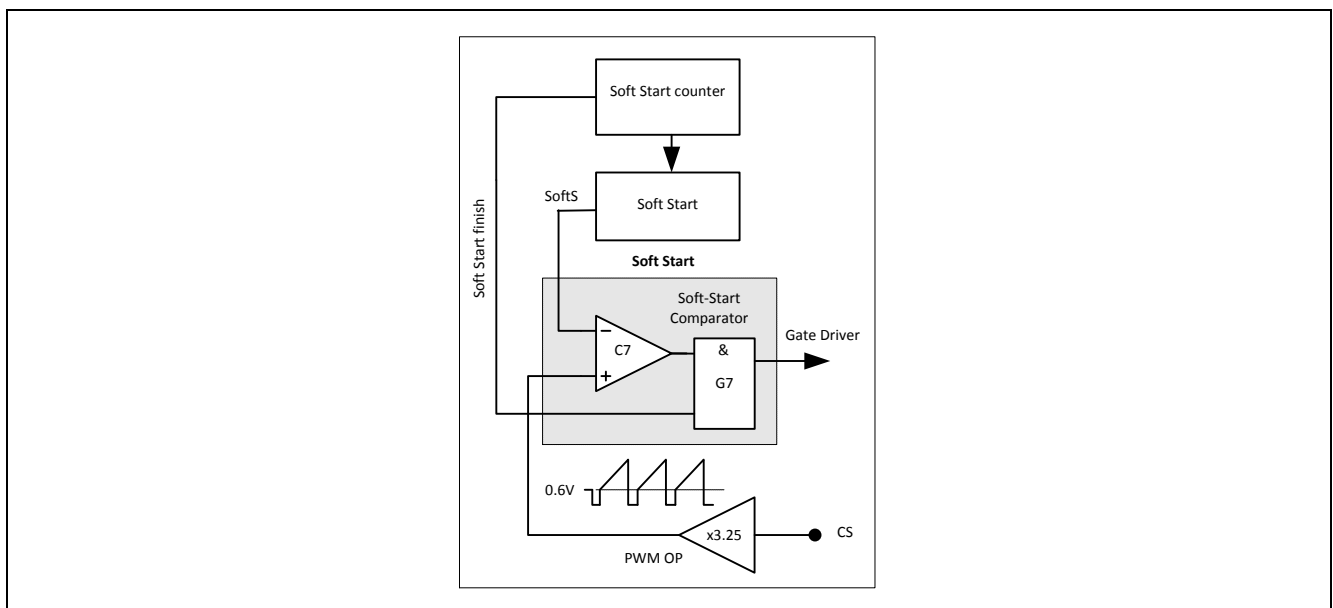 Soft Start counter
SoftS
Soft Start
Soft Start finish
Soft Start
Soft-Start
Comparator
Gate Driver
−
C7
+
&
G7
0.6V
x3.25
CS
PWM OP